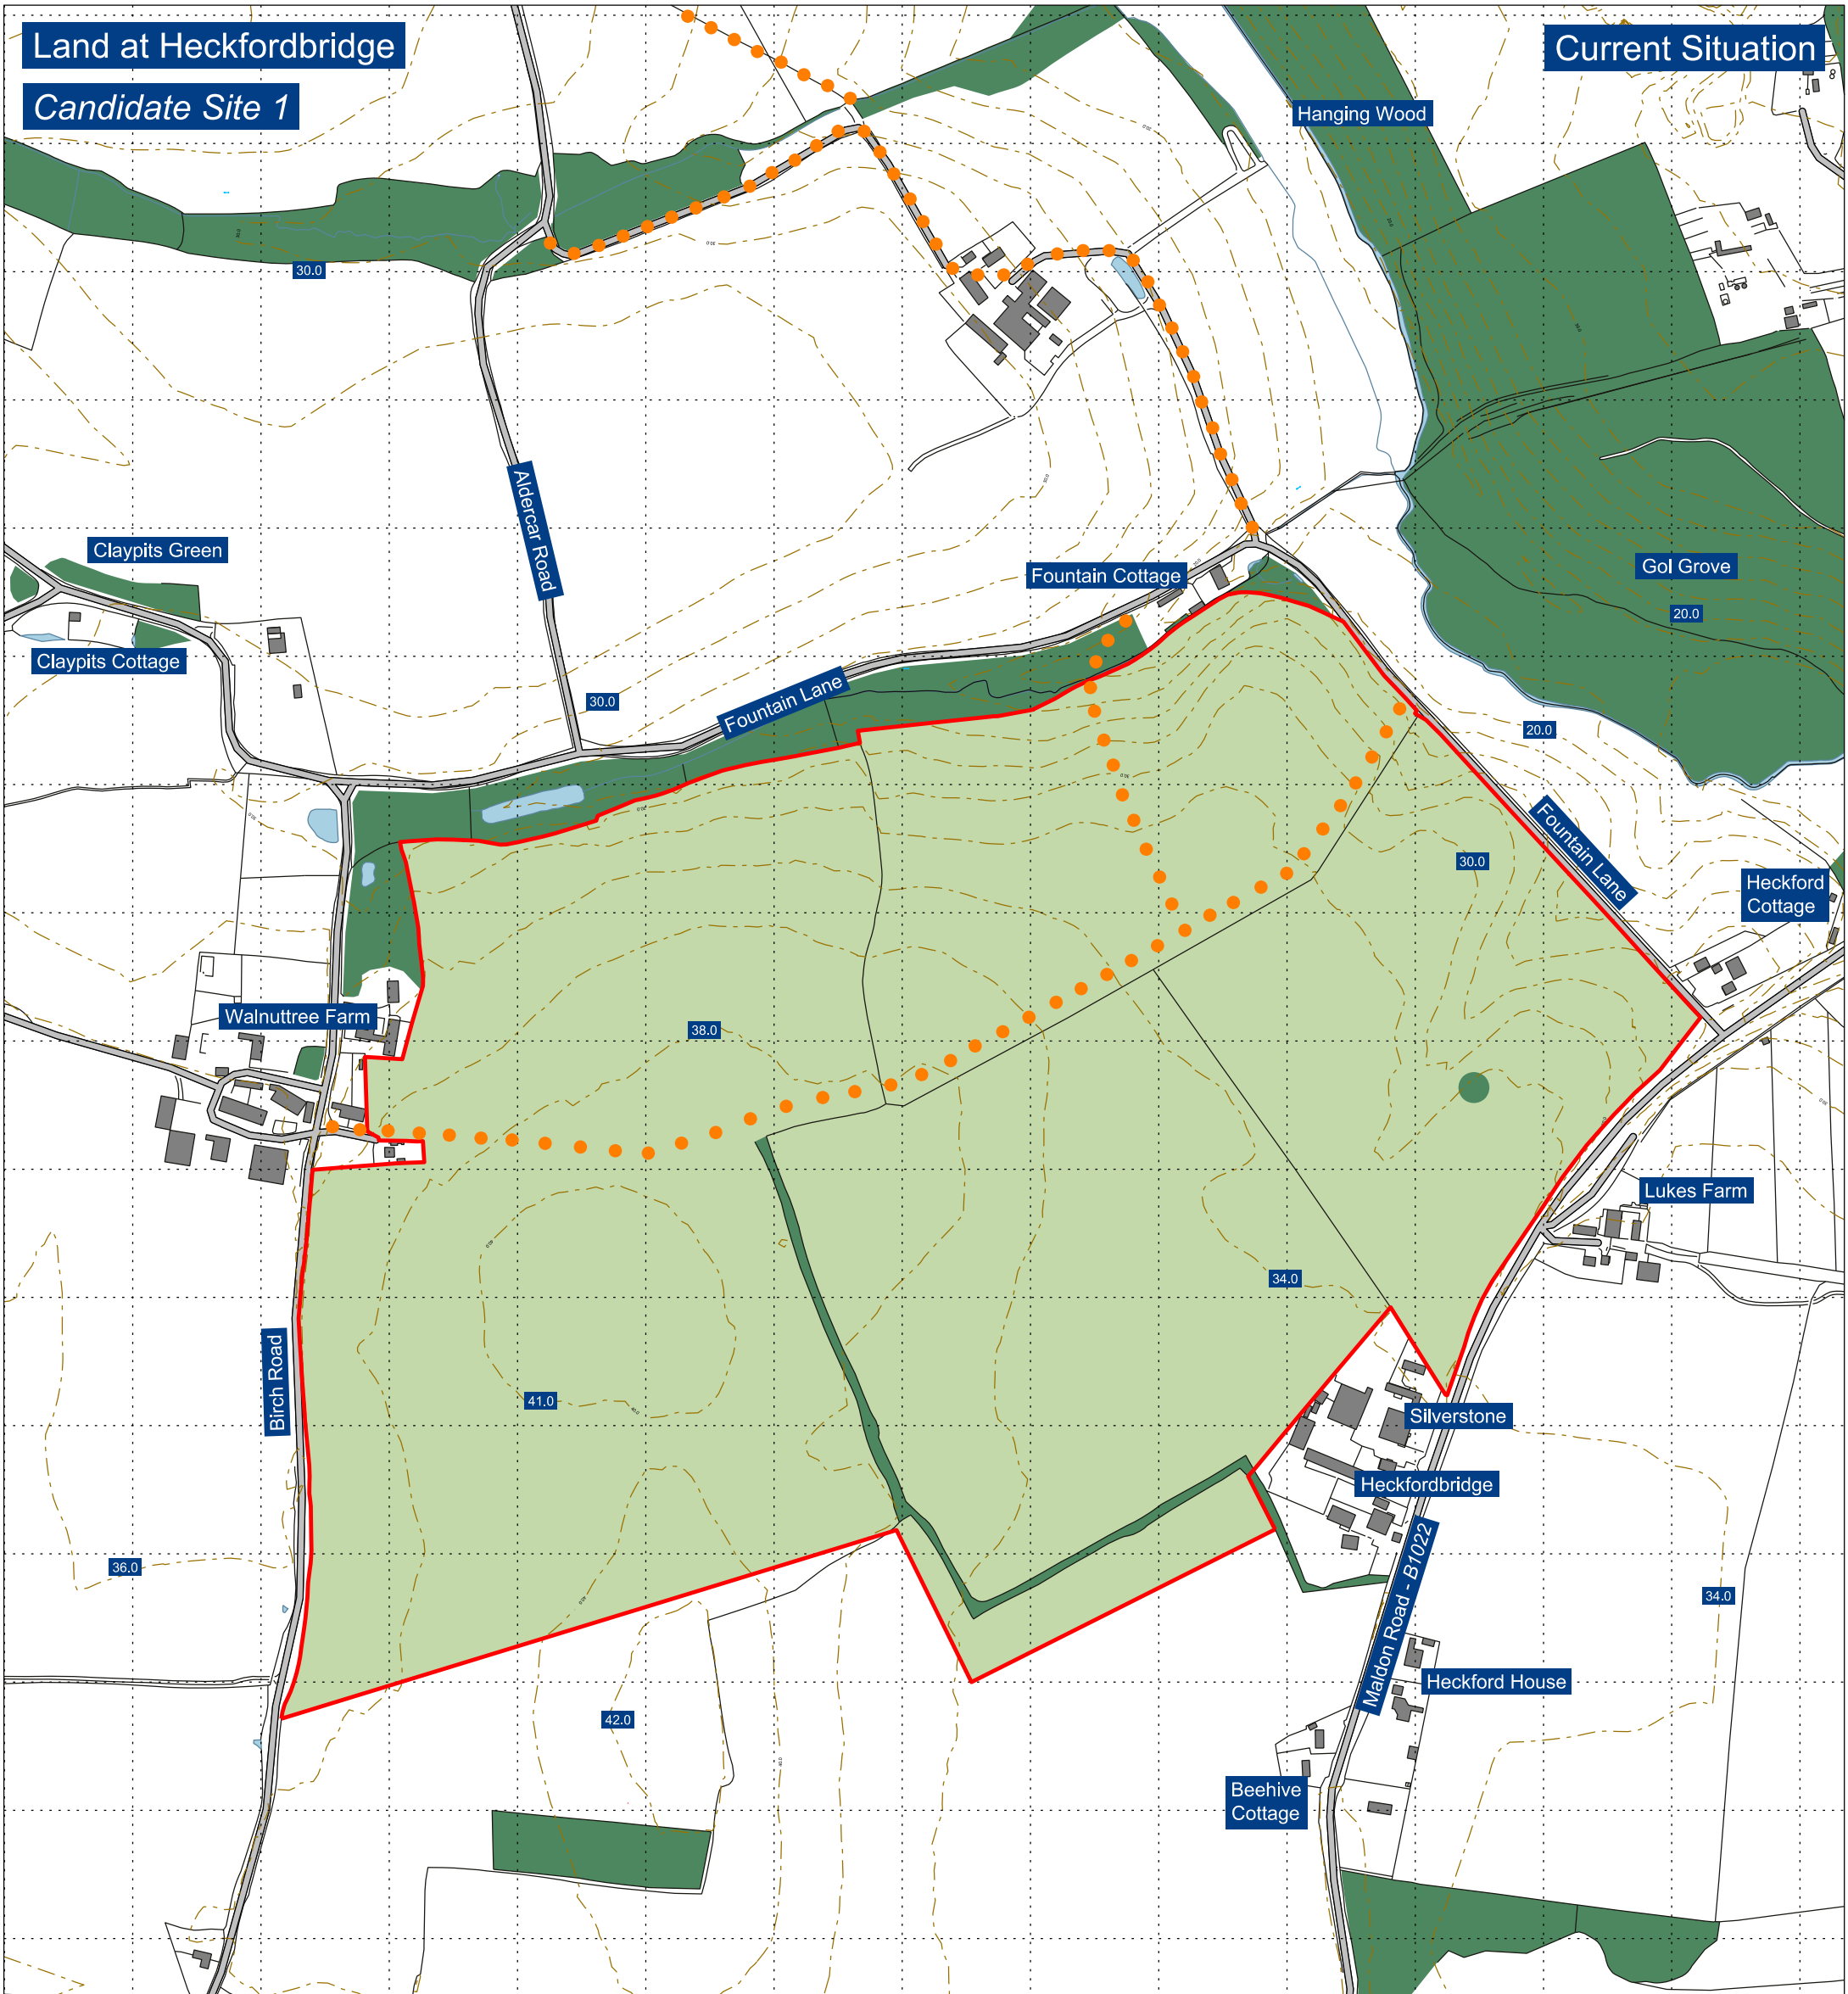 Land at Heckfordbridge
Current Situation
Candidate Site 1
Hanging Wood
30.0
Aldercar Road
Claypits Green
Fountain Cottage
Gol Grove
20.0
Claypits Cottage
Fountain Lane
30.0
20.0
30.0
Fountain Lane
Heckford
Cottage
Walnuttree Farm
38.0
Lukes Farm
34.0
Birch Road
41.0
Silverstone
Heckfordbridge
36.0
Maldon Road - B1022
34.0
Heckford House
42.0
Beehive
Cottage